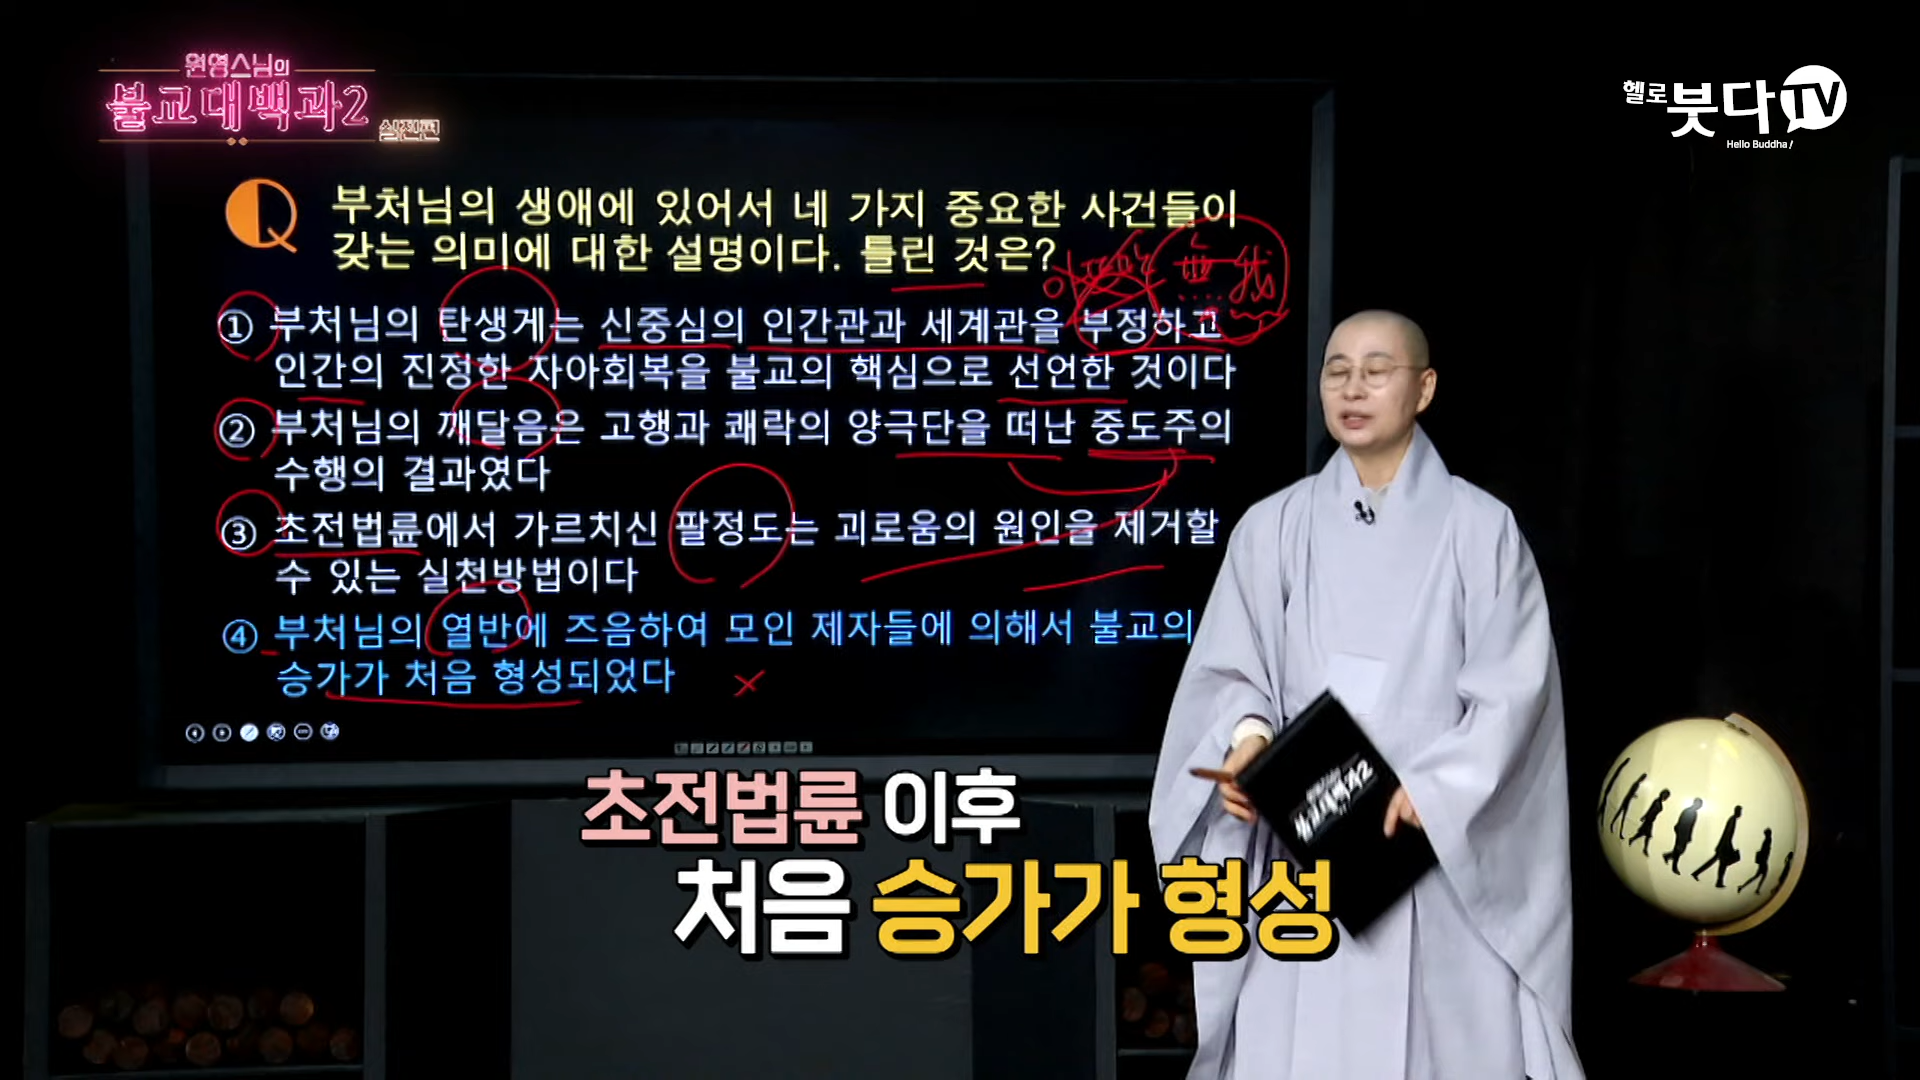 원영스님의
불교대백과2
실전편
헬로붓다TV
Hello Buddha!
Q 부처님의 생애에 있어서 네 가지 중요한 사건들이
갖는 의미에 대한 설명이다. 틀린 것은?
無我
① 부처님의 탄생게는 신중심의 인간관과 세계관을 부정하고
인간의 진정한 자아회복을 불교의 핵심으로 선언한 것이다
② 부처님의 깨달음은 고행과 쾌락의 양극단을 떠난 중도주의
수행의 결과였다
③ 초전법륜에서 가르치신 팔정도는 괴로움의 원인을 제거할
수 있는 실천방법이다
④ 부처님의 열반에 즈음하여 모인 제자들에 의해서 불교의
승가가 처음 형성되었다
불교대백과2
초전법륜 이후
처음 승가가 형성